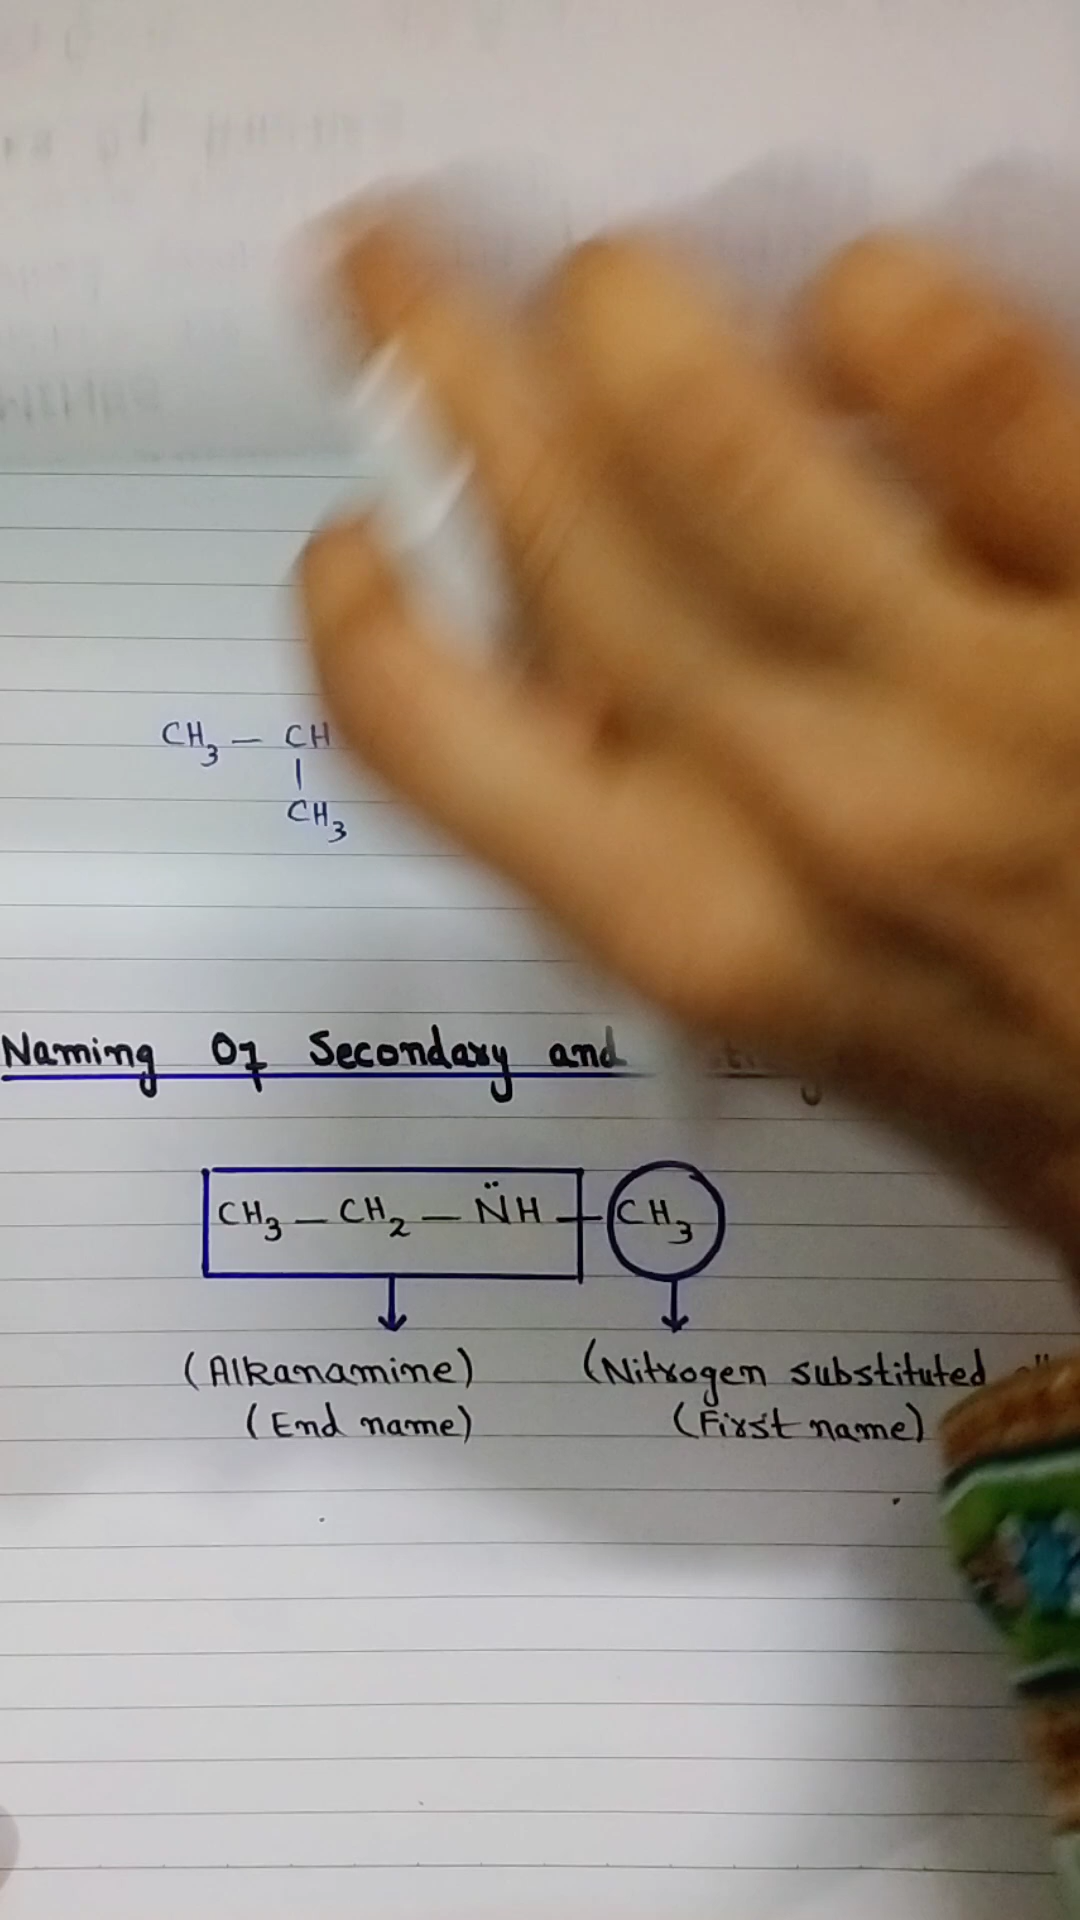 CH₃ — CH
|
CH₃
Naming Of Secondary and
CH₃ — CH₂ — N̈H — CH₃
(Alkanamine) (Nitrogen substituted
(End name) (First name)